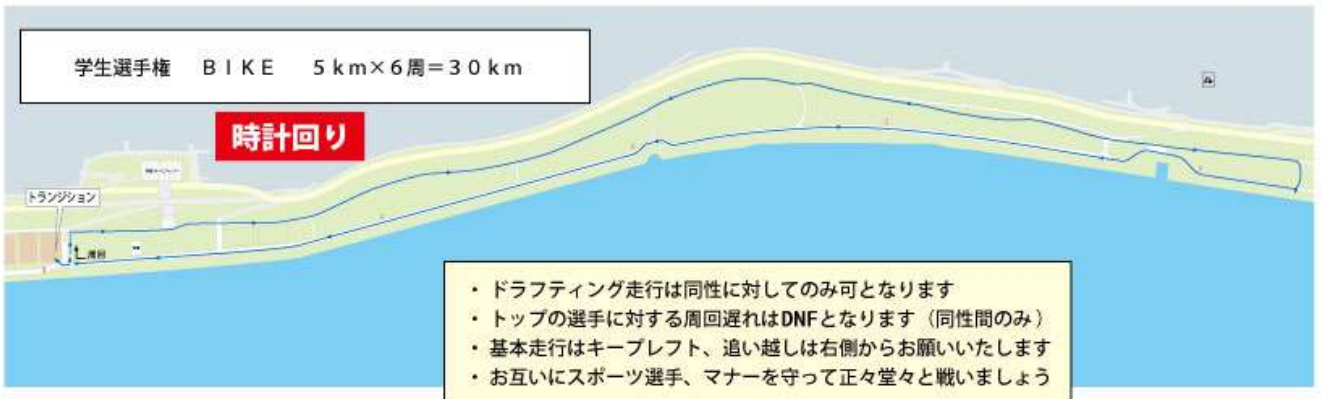 学生選手権 BIKE 5km×6周=30km
時計回り
トランジション
周回
・ドラフティング走行は同性に対してのみ可となります
・トップの選手に対する周回遅れはDNFとなります（同性間のみ）
・基本走行はキープレフト、追い越しは右側からお願いいたします
・お互いにスポーツ選手、マナーを守って正々堂々と戦いましょう